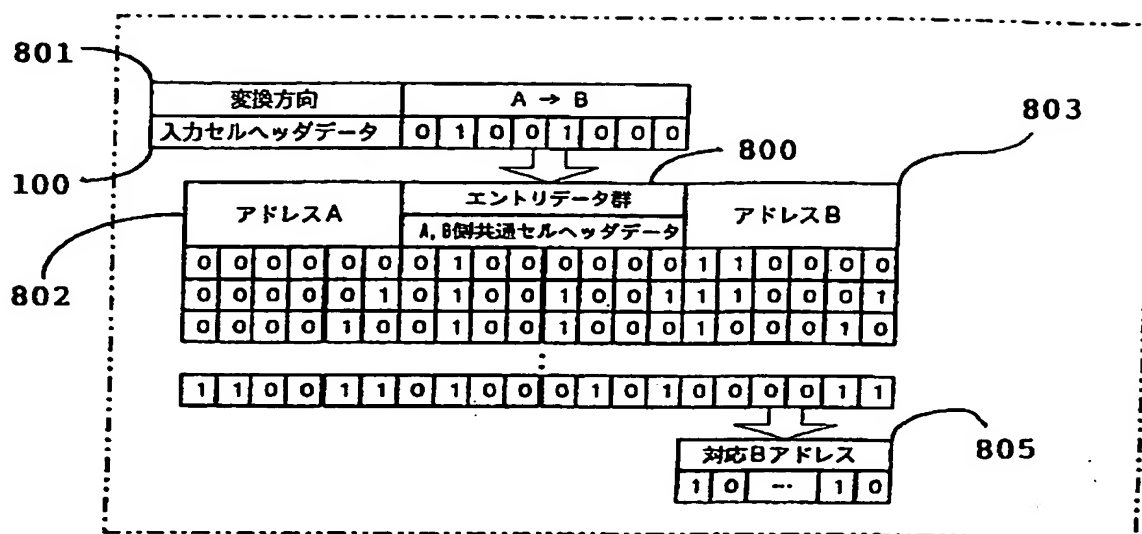 801
変換方向 A → B
入力セルヘッダデータ 0 1 0 0 1 0 0 0
803
100
800
アドレスA エントリデータ群 アドレスB
A,B側共通セルヘッダデータ
0 0 0 0 0 0 0 1 0 0 0 0 0 0 1 1 0 0 0 0
802
0 0 0 0 0 1 0 1 0 0 1 0 0 1 1 1 0 0 0 1
0 0 0 0 1 0 0 1 0 0 1 0 0 0 1 0 0 0 1 0
1 1 0 0 1 1 0 1 0 0 0 1 0 1 0 0 0 0 1 1
805
対応Bアドレス
1 0 … 1 0